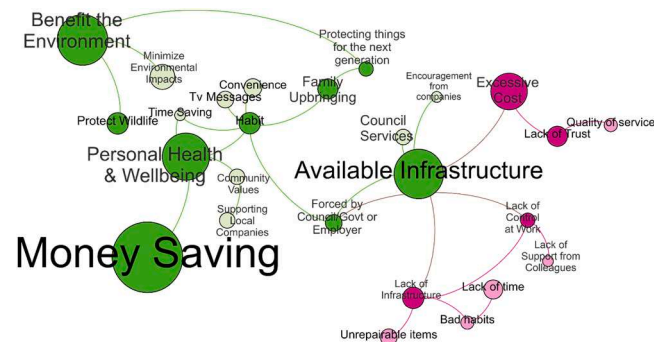 Benefit the
Environment
Minimize
Environmental
Impacts
Protecting things
for the next
generation
Convenience
Tv Messages
Family
Upbringing
Time Saving
Protect Wildlife
Habit
Encouragement
from
companies
Excessive
Cost
Council
Services
Lack of Trust
Quality of service
Personal Health
& Wellbeing
Community
Values
Available Infrastructure
Supporting
Local
Companies
Forced by
Council/Govt or
Employer
Lack of
Control
at Work
Lack of
Support from
Colleagues
Money Saving
Lack of
Infrastructure
Lack of time
Bad habits
Unrepairable items